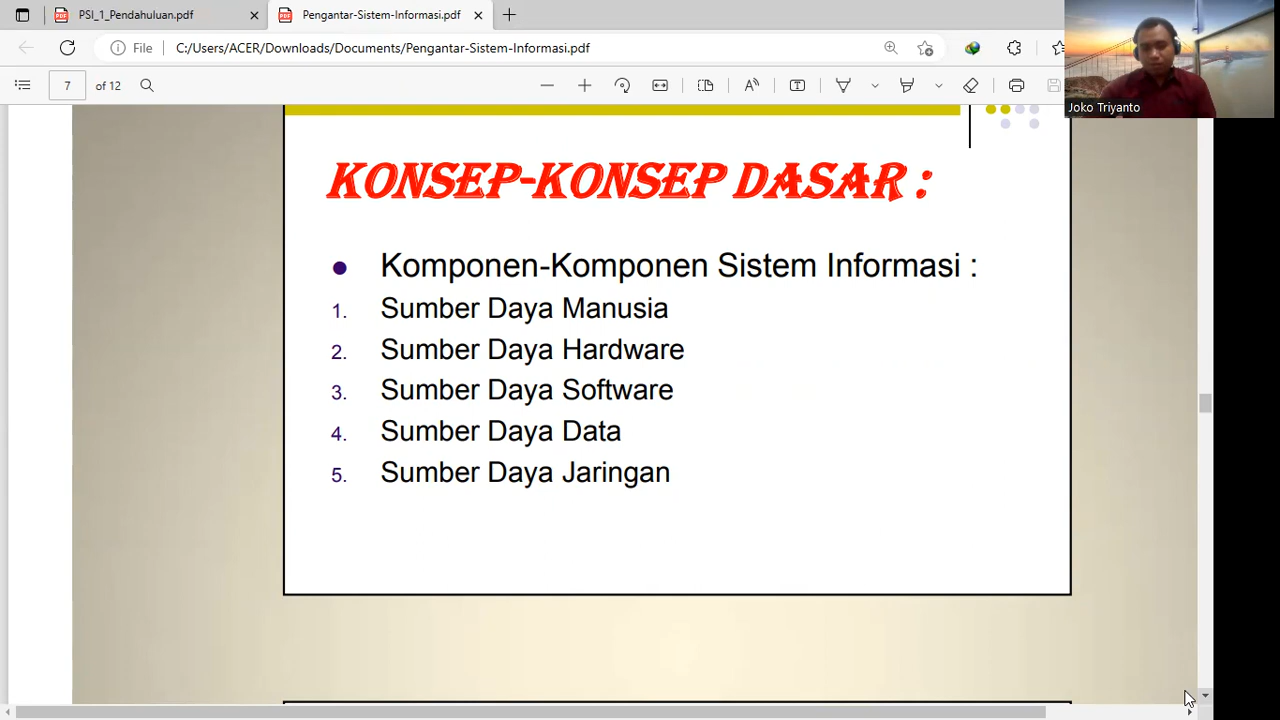 PSI_1_Pendahuluan.pdf
Pengantar-Sistem-Informasi.pdf
File
C:/Users/ACER/Downloads/Documents/Pengantar-Sistem-Informasi.pdf
7 of 12
Joko Triyanto
KONSEP-KONSEP DASAR :
Komponen-Komponen Sistem Informasi :
1. Sumber Daya Manusia
2. Sumber Daya Hardware
3. Sumber Daya Software
4. Sumber Daya Data
5. Sumber Daya Jaringan